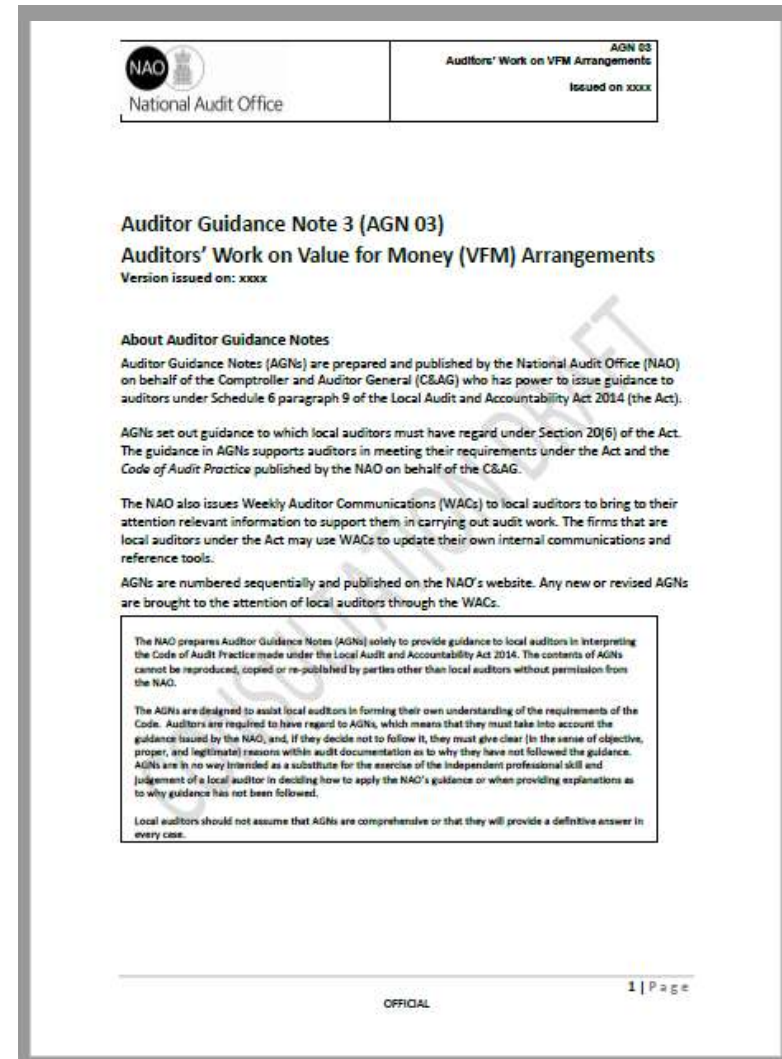 NAO
National Audit Office
AGN 03
Auditors' Work on VFM Arrangements
Issued on xxxx
Auditor Guidance Note 3 (AGN 03)
Auditors' Work on Value for Money (VFM) Arrangements
Version issued on: xxxx
About Auditor Guidance Notes
Auditor Guidance Notes (AGNs) are prepared and published by the National Audit Office (NAO)
on behalf of the Comptroller and Auditor General (C&AG) who has power to issue guidance to
auditors under Schedule 6 paragraph 9 of the Local Audit and Accountability Act 2014 (the Act).
AGNs set out guidance to which local auditors must have regard under Section 20(6) of the Act.
The guidance in AGNs supports auditors in meeting their requirements under the Act and the
Code of Audit Practice published by the NAO on behalf of the C&AG.
The NAO also issues Weekly Auditor Communications (WACs) to local auditors to bring to their
attention relevant information to support them in carrying out audit work. The firms that are
local auditors under the Act may use WACs to update their own internal communications and
reference tools.
AGNs are numbered sequentially and published on the NAO's website. Any new or revised AGNs
are brought to the attention of local auditors through the WACs.
The NAO prepares Auditor Guidance Notes (AGNs) solely to provide guidance to local auditors in interpreting
the Code of Audit Practice made under the Local Audit and Accountability Act 2014. The contents of AGNs
cannot be reproduced, copied or re-published by parties other than local auditors without permission from
the NAO.
The AGNs are designed to assist local auditors in forming their own understanding of the requirements of the
Code. Auditors are required to have regard to AGNs, which means that they must take into account the
guidance issued by the NAO, and, if they decide not to follow it, they must give clear (in the sense of objective,
proper, and legitimate) reasons within audit documentation as to why they have not followed the guidance.
AGNs are in no way intended as a substitute for the exercise of the independent professional skill and
judgement of a local auditor in deciding how to apply the NAO's guidance or when providing explanations as
to why guidance has not been followed.
Local auditors should not assume that AGNs are comprehensive or that they will provide a definitive answer in
every case.
CONSULTATION DRAFT
1 | Page
OFFICIAL